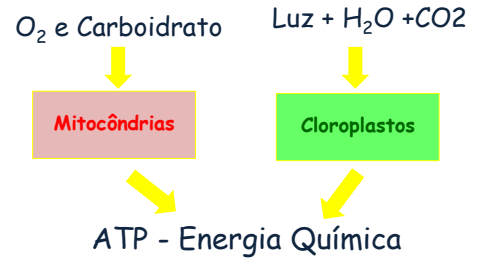 O₂ e Carboidrato
Luz + H₂O +CO2
Mitocôndrias
Cloroplastos
ATP - Energia Química